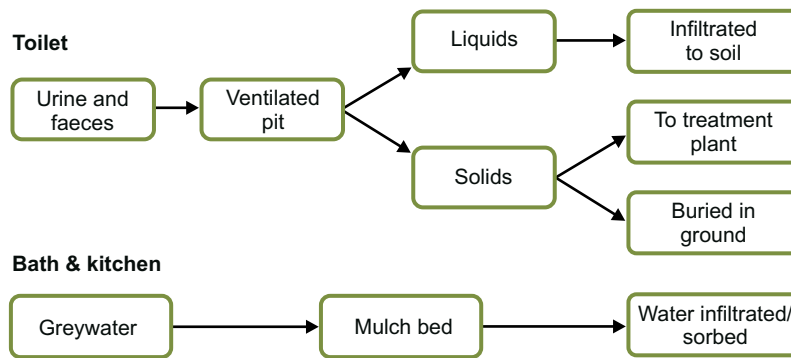 Toilet
Urine and
faeces
Ventilated
pit
Liquids
Infiltrated
to soil
Solids
To treatment
plant
Buried in
ground
Bath & kitchen
Greywater
Mulch bed
Water infiltrated/
sorbed